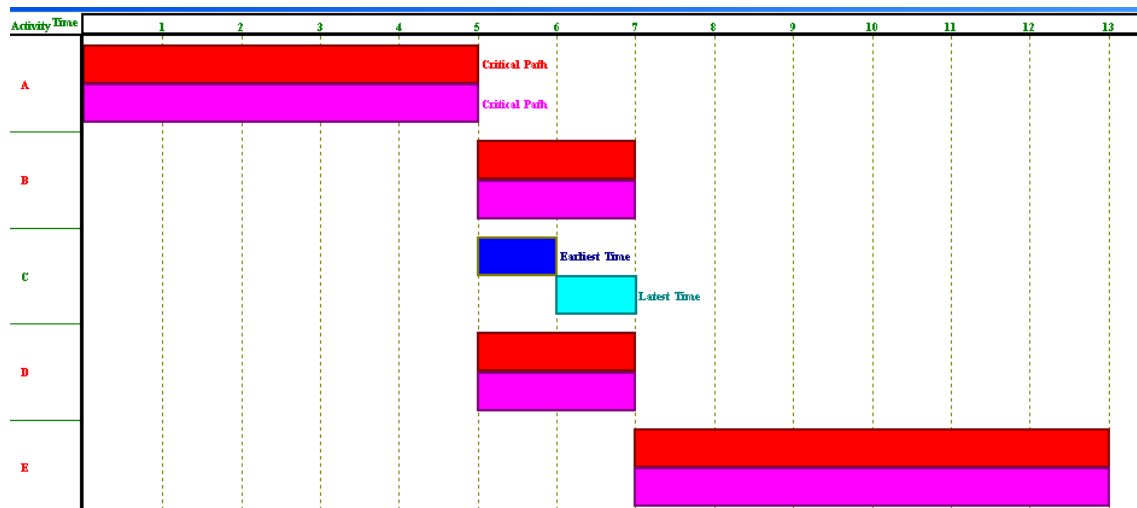 Activity Time 1 2 3 4 5 6 7 8 9 10 11 12 13
Critical Path
A
Critical Path
B
Earliest Time
C
Latest Time
D
E